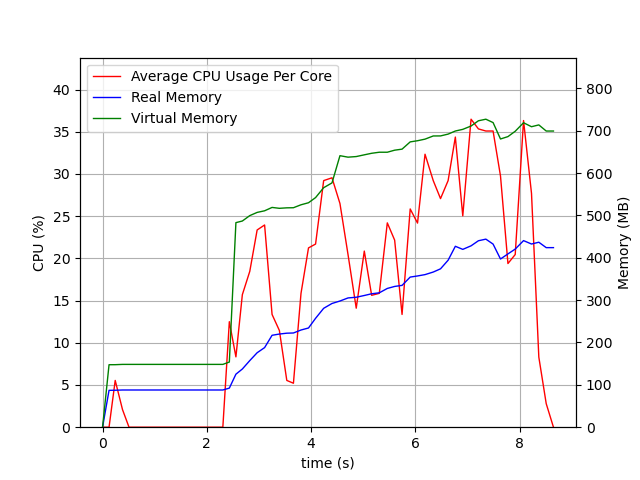 Average CPU Usage Per Core
Real Memory
Virtual Memory
CPU (%)
40
35
30
25
20
15
10
5
0
800
700
600
500
400
300
200
100
0
Memory (MB)
0 2 4 6 8
time (s)